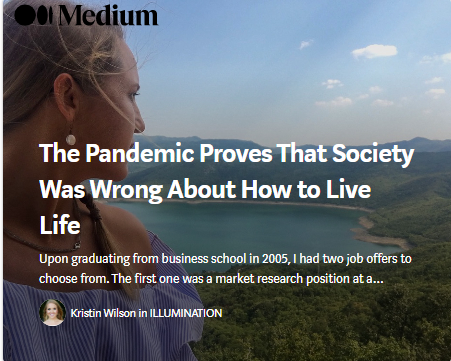 Medium
The Pandemic Proves That Society
Was Wrong About How to Live
Life
Upon graduating from business school in 2005, I had two job offers to
choose from. The first one was a market research position at a...
Kristin Wilson in ILLUMINATION